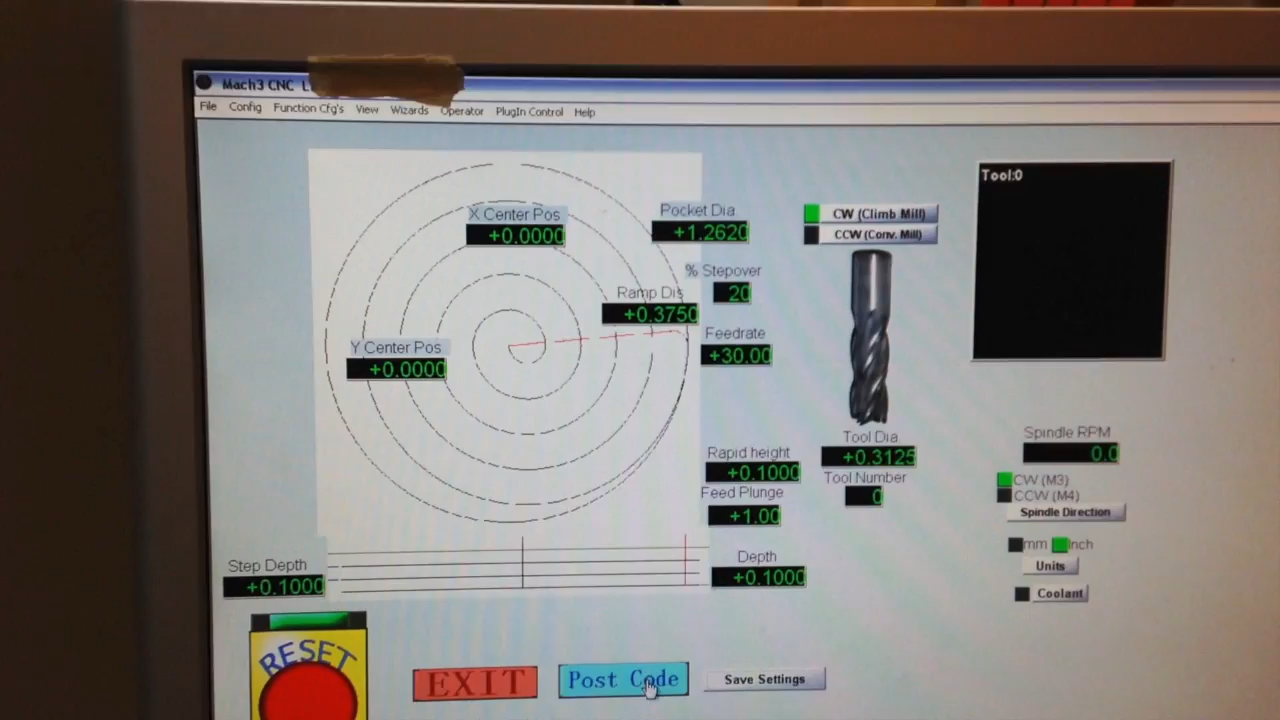 Mach3 CNC
File Config Function Cfg's View Wizards Operator PlugIn Control Help
Tool:0
X Center Pos
+0.0000
Pocket Dia.
+1.2620
CW (Climb Mill)
CCW (Conv. Mill)
% Stepover
20
Ramp Dis
+0.3750
Feedrate
+30.00
Y Center Pos
+0.0000
Tool Dia
+0.3125
Tool Number
0
Rapid height
+0.1000
Feed Plunge
+1.00
Spindle RPM
0.0
CW (M3)
CCW (M4)
Spindle Direction
mm Inch
Units
Coolant
Step Depth
+0.1000
Depth
+0.1000
RESET
EXIT
Post Code
Save Settings